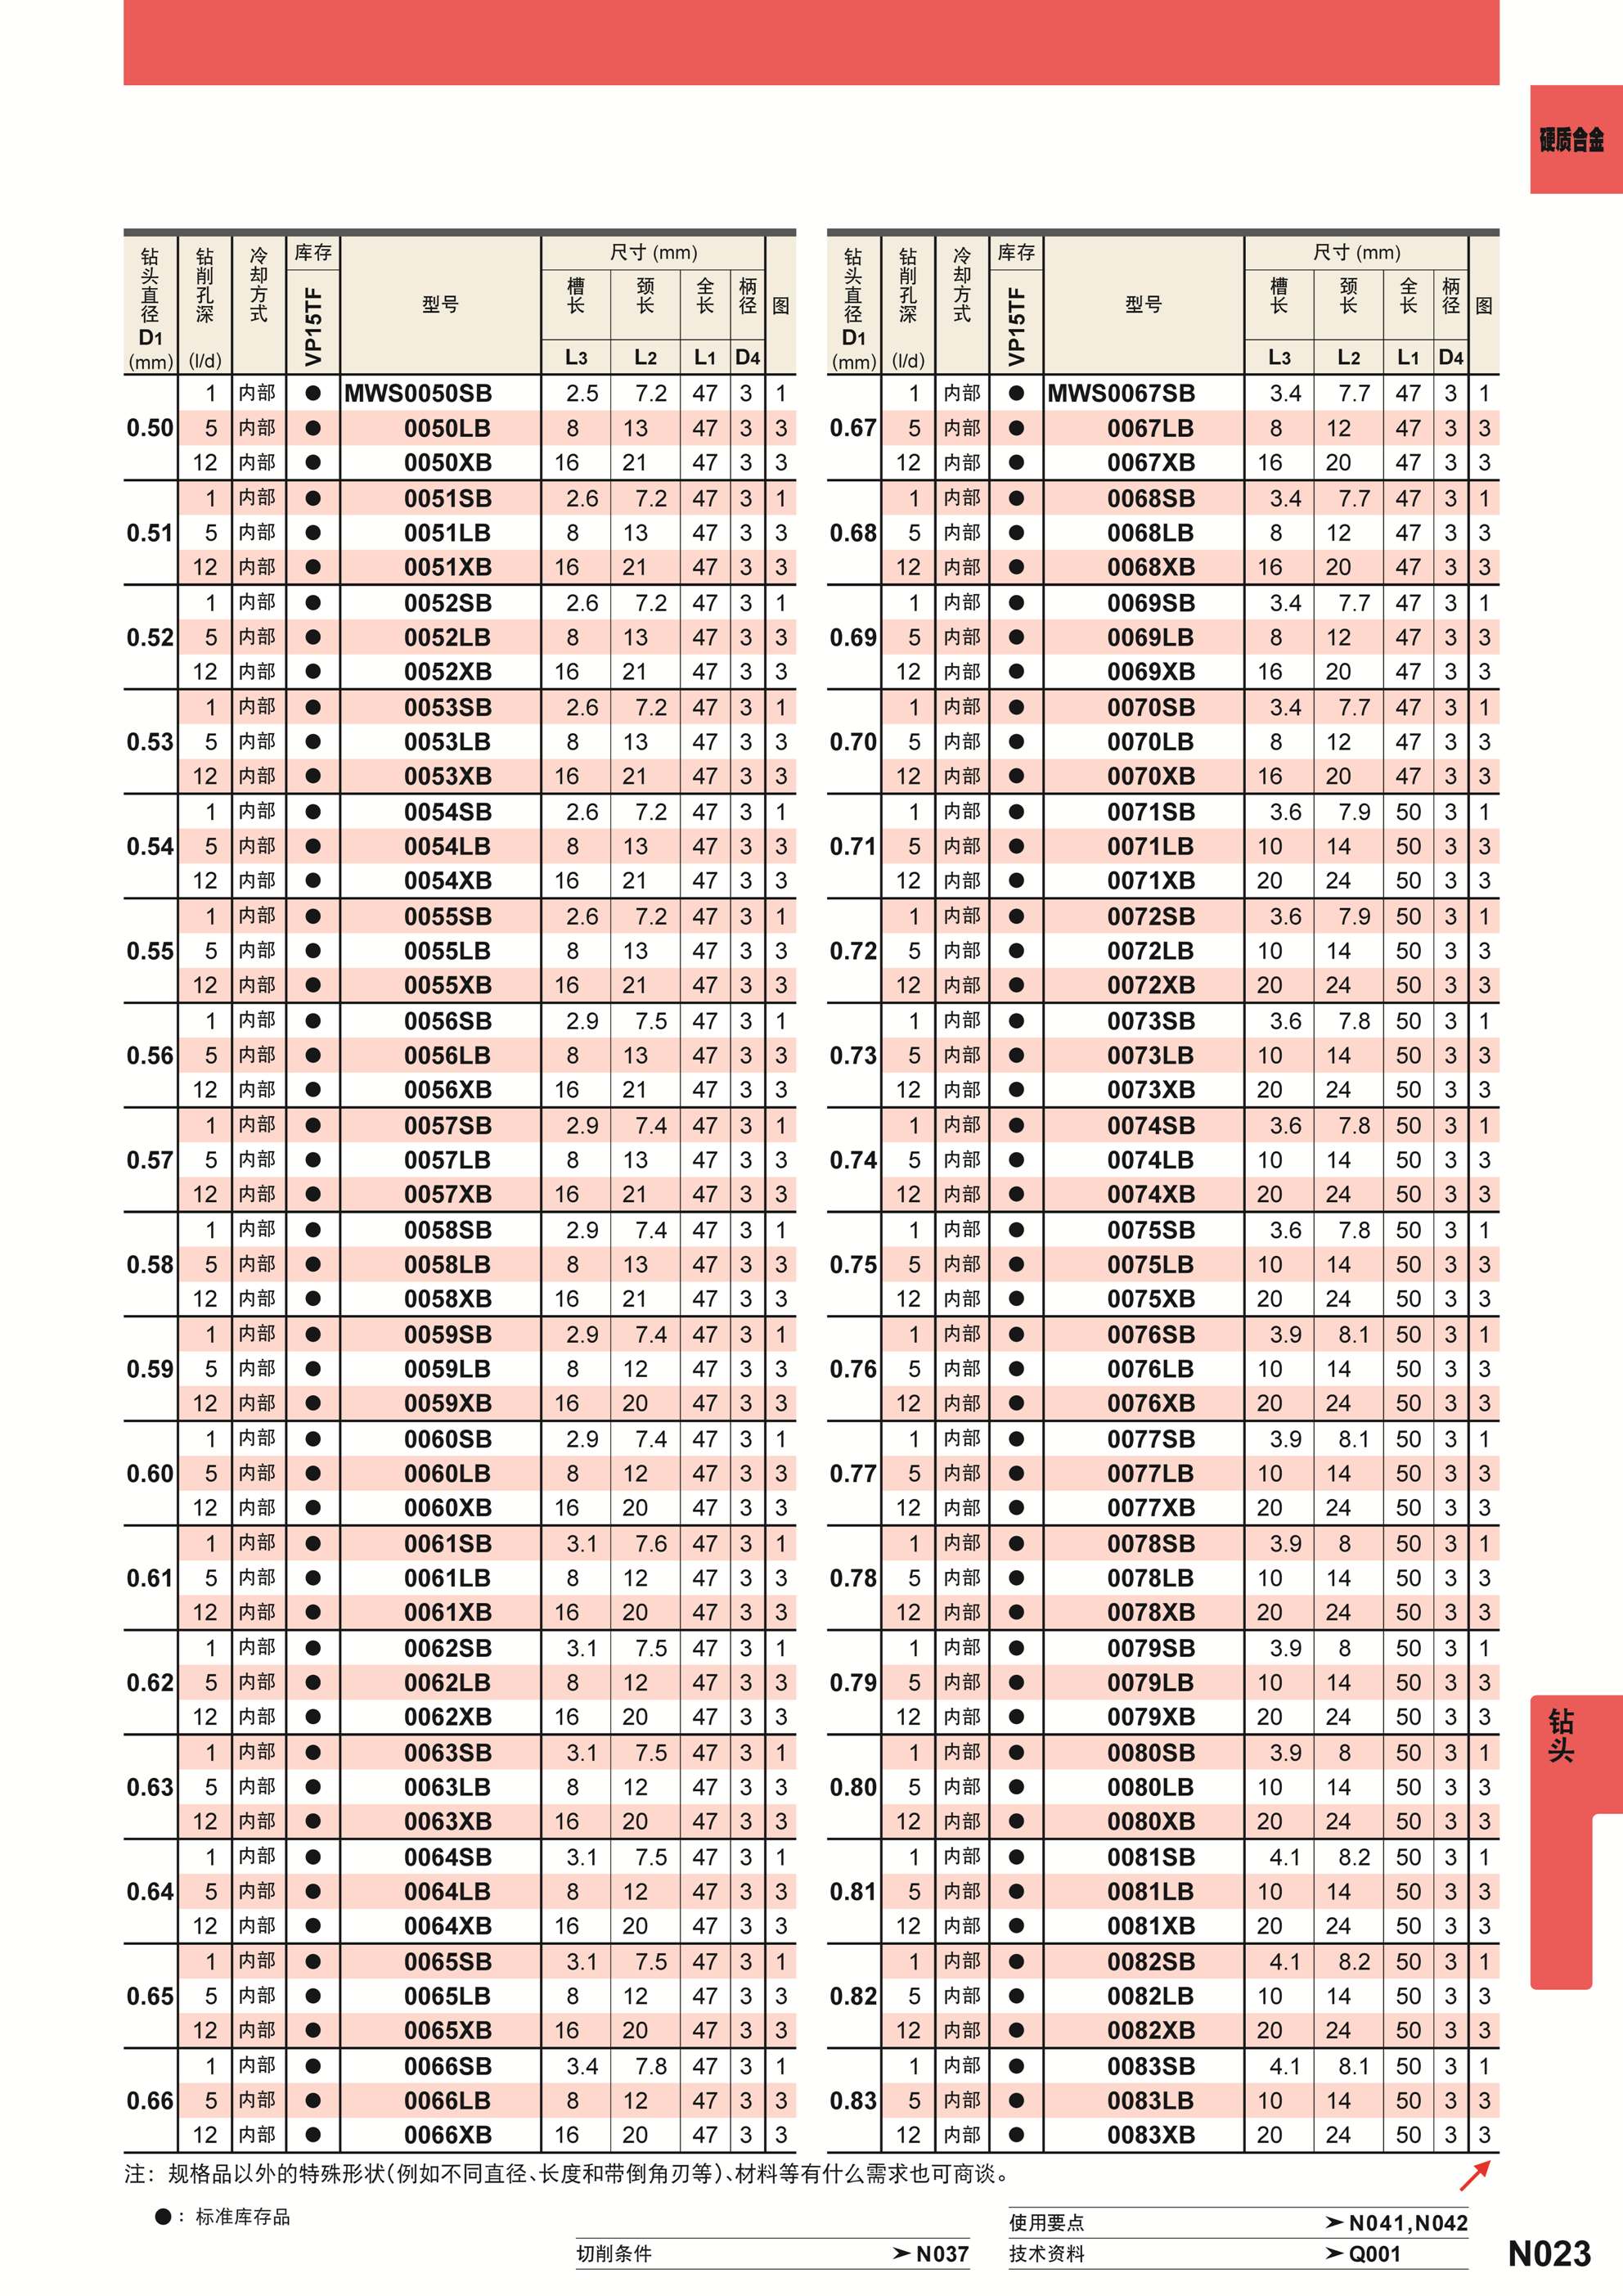 硬质合金
钻头直径 D1 (mm) 钻削孔深 (l/d) 冷却方式 库存 VP15TF 型号 尺寸 (mm) 槽长 L3 颈长 L2 全长 L1 柄径 D4 图
0.50 1 内部 ● MWS0050SB 2.5 7.2 47 3 1
5 内部 ● 0050LB 8 13 47 3 3
12 内部 ● 0050XB 16 21 47 3 3
0.51 1 内部 ● 0051SB 2.6 7.2 47 3 1
5 内部 ● 0051LB 8 13 47 3 3
12 内部 ● 0051XB 16 21 47 3 3
0.52 1 内部 ● 0052SB 2.6 7.2 47 3 1
5 内部 ● 0052LB 8 13 47 3 3
12 内部 ● 0052XB 16 21 47 3 3
0.53 1 内部 ● 0053SB 2.6 7.2 47 3 1
5 内部 ● 0053LB 8 13 47 3 3
12 内部 ● 0053XB 16 21 47 3 3
0.54 1 内部 ● 0054SB 2.6 7.2 47 3 1
5 内部 ● 0054LB 8 13 47 3 3
12 内部 ● 0054XB 16 21 47 3 3
0.55 1 内部 ● 0055SB 2.6 7.2 47 3 1
5 内部 ● 0055LB 8 13 47 3 3
12 内部 ● 0055XB 16 21 47 3 3
0.56 1 内部 ● 0056SB 2.9 7.5 47 3 1
5 内部 ● 0056LB 8 13 47 3 3
12 内部 ● 0056XB 16 21 47 3 3
0.57 1 内部 ● 0057SB 2.9 7.4 47 3 1
5 内部 ● 0057LB 8 13 47 3 3
12 内部 ● 0057XB 16 21 47 3 3
0.58 1 内部 ● 0058SB 2.9 7.4 47 3 1
5 内部 ● 0058LB 8 13 47 3 3
12 内部 ● 0058XB 16 21 47 3 3
0.59 1 内部 ● 0059SB 2.9 7.4 47 3 1
5 内部 ● 0059LB 8 12 47 3 3
12 内部 ● 0059XB 16 20 47 3 3
0.60 1 内部 ● 0060SB 2.9 7.4 47 3 1
5 内部 ● 0060LB 8 12 47 3 3
12 内部 ● 0060XB 16 20 47 3 3
0.61 1 内部 ● 0061SB 3.1 7.6 47 3 1
5 内部 ● 0061LB 8 12 47 3 3
12 内部 ● 0061XB 16 20 47 3 3
0.62 1 内部 ● 0062SB 3.1 7.5 47 3 1
5 内部 ● 0062LB 8 12 47 3 3
12 内部 ● 0062XB 16 20 47 3 3
0.63 1 内部 ● 0063SB 3.1 7.5 47 3 1
5 内部 ● 0063LB 8 12 47 3 3
12 内部 ● 0063XB 16 20 47 3 3
0.64 1 内部 ● 0064SB 3.1 7.5 47 3 1
5 内部 ● 0064LB 8 12 47 3 3
12 内部 ● 0064XB 16 20 47 3 3
0.65 1 内部 ● 0065SB 3.1 7.5 47 3 1
5 内部 ● 0065LB 8 12 47 3 3
12 内部 ● 0065XB 16 20 47 3 3
0.66 1 内部 ● 0066SB 3.4 7.8 47 3 1
5 内部 ● 0066LB 8 12 47 3 3
12 内部 ● 0066XB 16 20 47 3 3
钻头直径 D1 (mm) 钻削孔深 (l/d) 冷却方式 库存 VP15TF 型号 尺寸 (mm) 槽长 L3 颈长 L2 全长 L1 柄径 D4 图
0.67 1 内部 ● MWS0067SB 3.4 7.7 47 3 1
5 内部 ● 0067LB 8 12 47 3 3
12 内部 ● 0067XB 16 20 47 3 3
0.68 1 内部 ● 0068SB 3.4 7.7 47 3 1
5 内部 ● 0068LB 8 12 47 3 3
12 内部 ● 0068XB 16 20 47 3 3
0.69 1 内部 ● 0069SB 3.4 7.7 47 3 1
5 内部 ● 0069LB 8 12 47 3 3
12 内部 ● 0069XB 16 20 47 3 3
0.70 1 内部 ● 0070SB 3.4 7.7 47 3 1
5 内部 ● 0070LB 8 12 47 3 3
12 内部 ● 0070XB 16 20 47 3 3
0.71 1 内部 ● 0071SB 3.6 7.9 50 3 1
5 内部 ● 0071LB 10 14 50 3 3
12 内部 ● 0071XB 20 24 50 3 3
0.72 1 内部 ● 0072SB 3.6 7.9 50 3 1
5 内部 ● 0072LB 10 14 50 3 3
12 内部 ● 0072XB 20 24 50 3 3
0.73 1 内部 ● 0073SB 3.6 7.8 50 3 1
5 内部 ● 0073LB 10 14 50 3 3
12 内部 ● 0073XB 20 24 50 3 3
0.74 1 内部 ● 0074SB 3.6 7.8 50 3 1
5 内部 ● 0074LB 10 14 50 3 3
12 内部 ● 0074XB 20 24 50 3 3
0.75 1 内部 ● 0075SB 3.6 7.8 50 3 1
5 内部 ● 0075LB 10 14 50 3 3
12 内部 ● 0075XB 20 24 50 3 3
0.76 1 内部 ● 0076SB 3.9 8.1 50 3 1
5 内部 ● 0076LB 10 14 50 3 3
12 内部 ● 0076XB 20 24 50 3 3
0.77 1 内部 ● 0077SB 3.9 8.1 50 3 1
5 内部 ● 0077LB 10 14 50 3 3
12 内部 ● 0077XB 20 24 50 3 3
0.78 1 内部 ● 0078SB 3.9 8 50 3 1
5 内部 ● 0078LB 10 14 50 3 3
12 内部 ● 0078XB 20 24 50 3 3
0.79 1 内部 ● 0079SB 3.9 8 50 3 1
5 内部 ● 0079LB 10 14 50 3 3
12 内部 ● 0079XB 20 24 50 3 3
0.80 1 内部 ● 0080SB 3.9 8 50 3 1
5 内部 ● 0080LB 10 14 50 3 3
12 内部 ● 0080XB 20 24 50 3 3
0.81 1 内部 ● 0081SB 4.1 8.2 50 3 1
5 内部 ● 0081LB 10 14 50 3 3
12 内部 ● 0081XB 20 24 50 3 3
0.82 1 内部 ● 0082SB 4.1 8.2 50 3 1
5 内部 ● 0082LB 10 14 50 3 3
12 内部 ● 0082XB 20 24 50 3 3
0.83 1 内部 ● 0083SB 4.1 8.1 50 3 1
5 内部 ● 0083LB 10 14 50 3 3
12 内部 ● 0083XB 20 24 50 3 3
钻头
注：规格品以外的特殊形状(例如不同直径、长度和带倒角刃等)、材料等有什么需求也可商谈。
●：标准库存品
切削条件 ➤ N037
使用要点 ➤ N041,N042
技术资料 ➤ Q001
N023